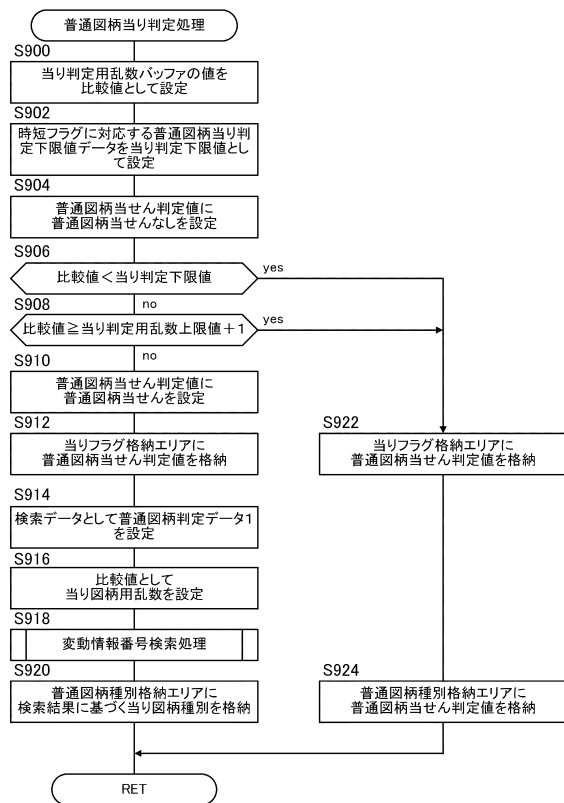 普通図柄当り判定処理
S900
当り判定用乱数バッファの値を
比較値として設定
S902
時短フラグに対応する普通図柄当り判
定下限値データを当り判定下限値とし
て設定
S904
普通図柄当せん判定値に
普通図柄当せんなしを設定
S906
比較値＜当り判定下限値
yes
no
S908
比較値≧当り判定用乱数上限値＋1
yes
no
S910
普通図柄当せん判定値に
普通図柄当せんを設定
S912
当りフラグ格納エリアに
普通図柄当せん判定値を格納
S922
当りフラグ格納エリアに
普通図柄当せん判定値を格納
S914
検索データとして普通図柄判定データ1
を設定
S916
比較値として
当り図柄用乱数を設定
S918
変動情報番号検索処理
S920
普通図柄種別格納エリアに
検索結果に基づく当り図柄種別を格納
S924
普通図柄種別格納エリアに
普通図柄当せん判定値を格納
RET